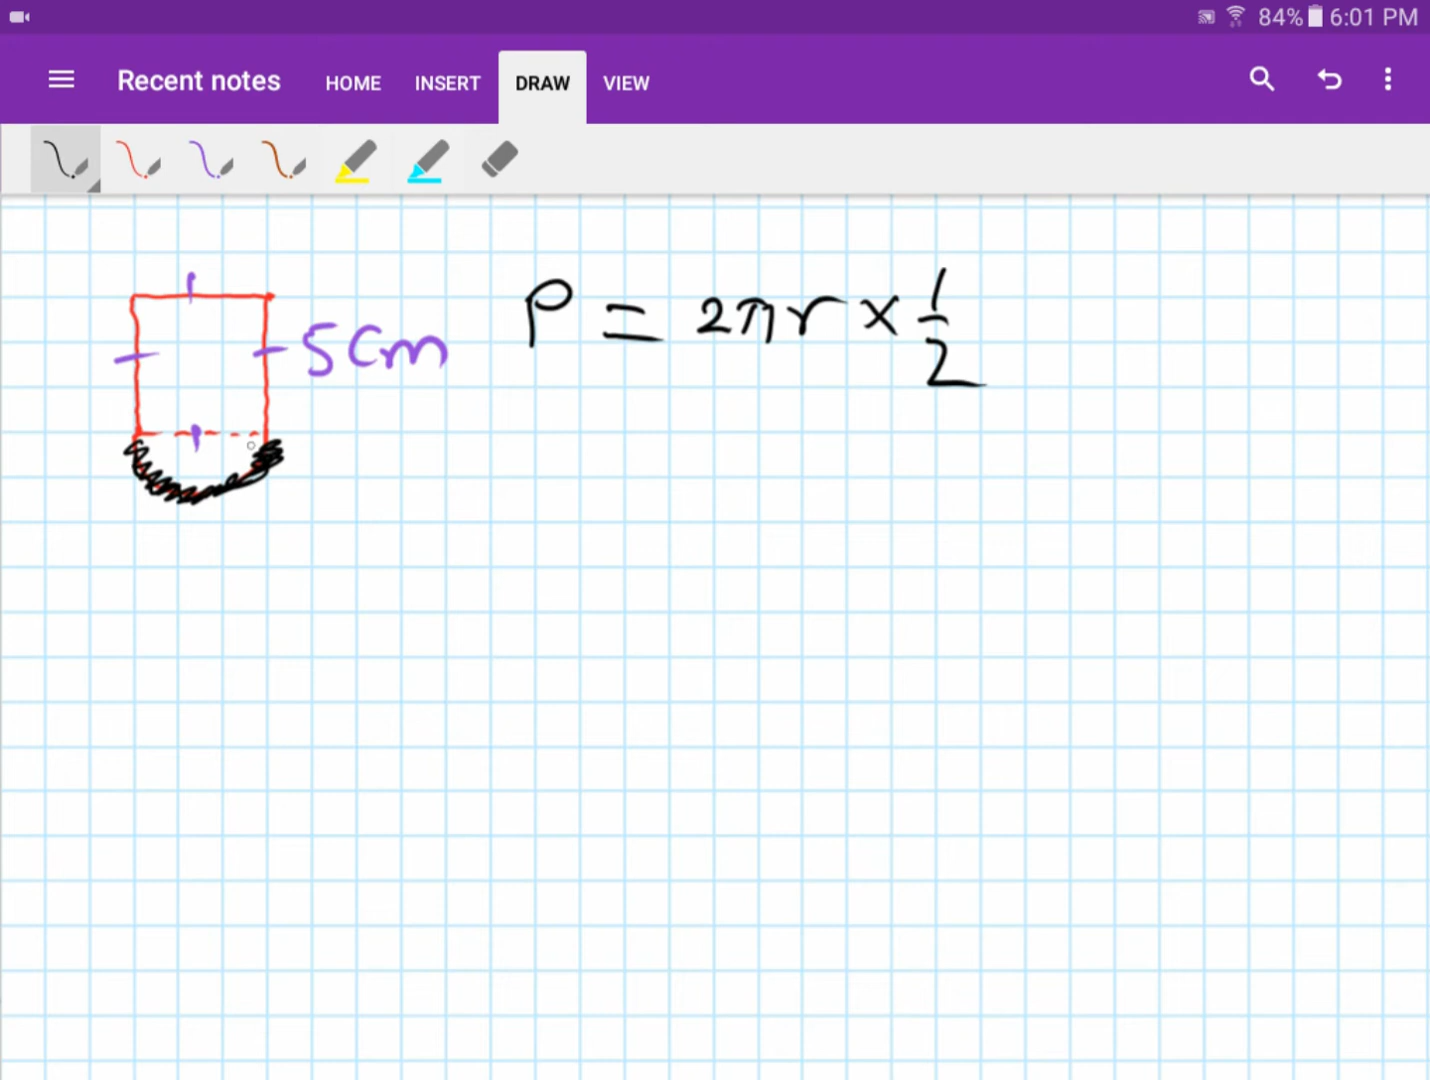 84% 6:01 PM
Recent notes HOME INSERT DRAW VIEW
5cm
P = 2πr × 1/2